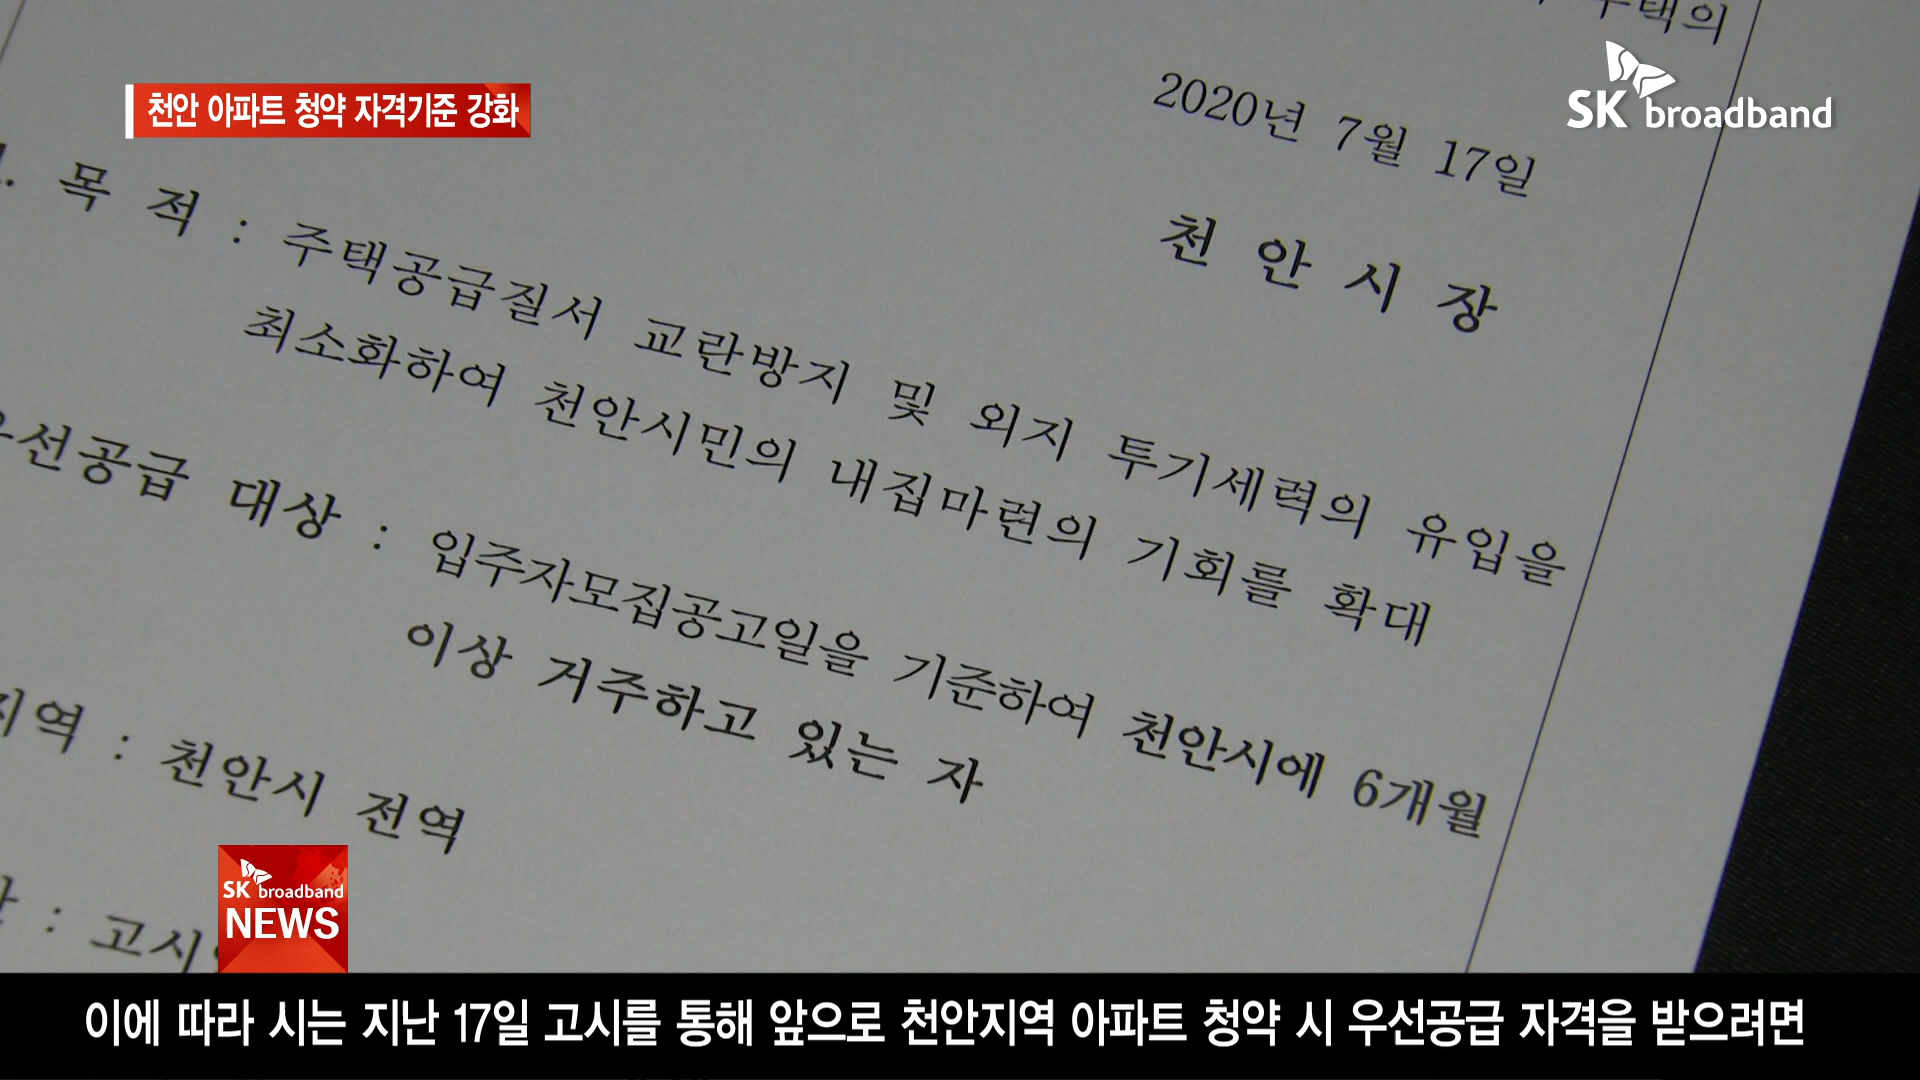 주택의
SK broadband
천안 아파트 청약 자격기준 강화
2020년 7월 17일
천 안 시 장
목 적 : 주택공급질서 교란방지 및 외지 투기세력의 유입을
최소화하여 천안시민의 내집마련의 기회를 확대
우선공급 대상 : 입주자모집공고일을 기준하여 천안시에 6개월
이상 거주하고 있는 자
지역 : 천안시 전역
: 고시
SK broadband
NEWS
이에 따라 시는 지난 17일 고시를 통해 앞으로 천안지역 아파트 청약 시 우선공급 자격을 받으려면